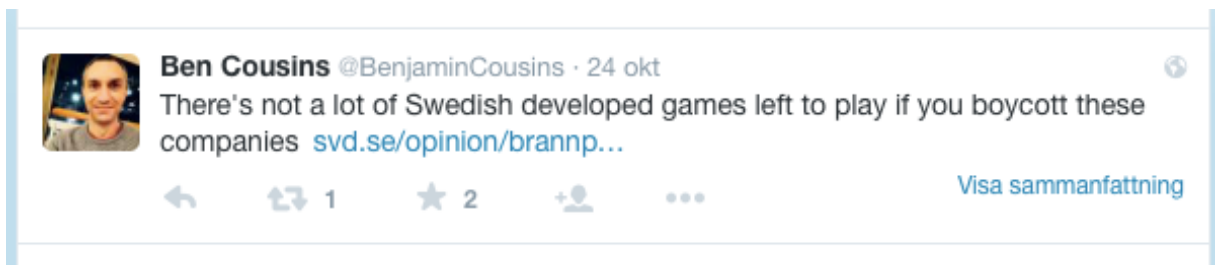 Ben Cousins @BenjaminCousins · 24 okt
There's not a lot of Swedish developed games left to play if you boycott these
companies svd.se/opinion/brannp...
1 2
Visa sammanfattning